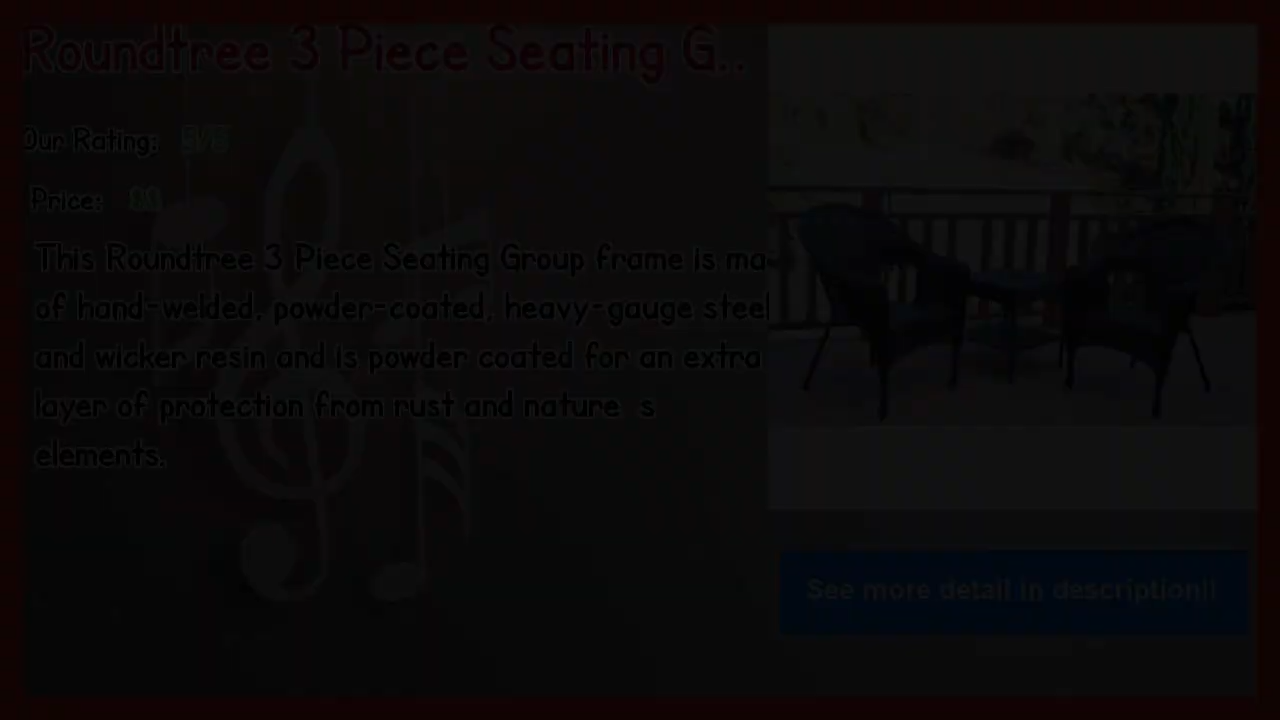 Roundtree 3 Piece Seating G..
Our Rating: 5/5
Price: $$
This Roundtree 3 Piece Seating Group frame is ma
of hand-welded, powder-coated, heavy-gauge steel
and wicker resin and is powder coated for an extra
layer of protection from rust and nature s
elements.
See more detail in description!!